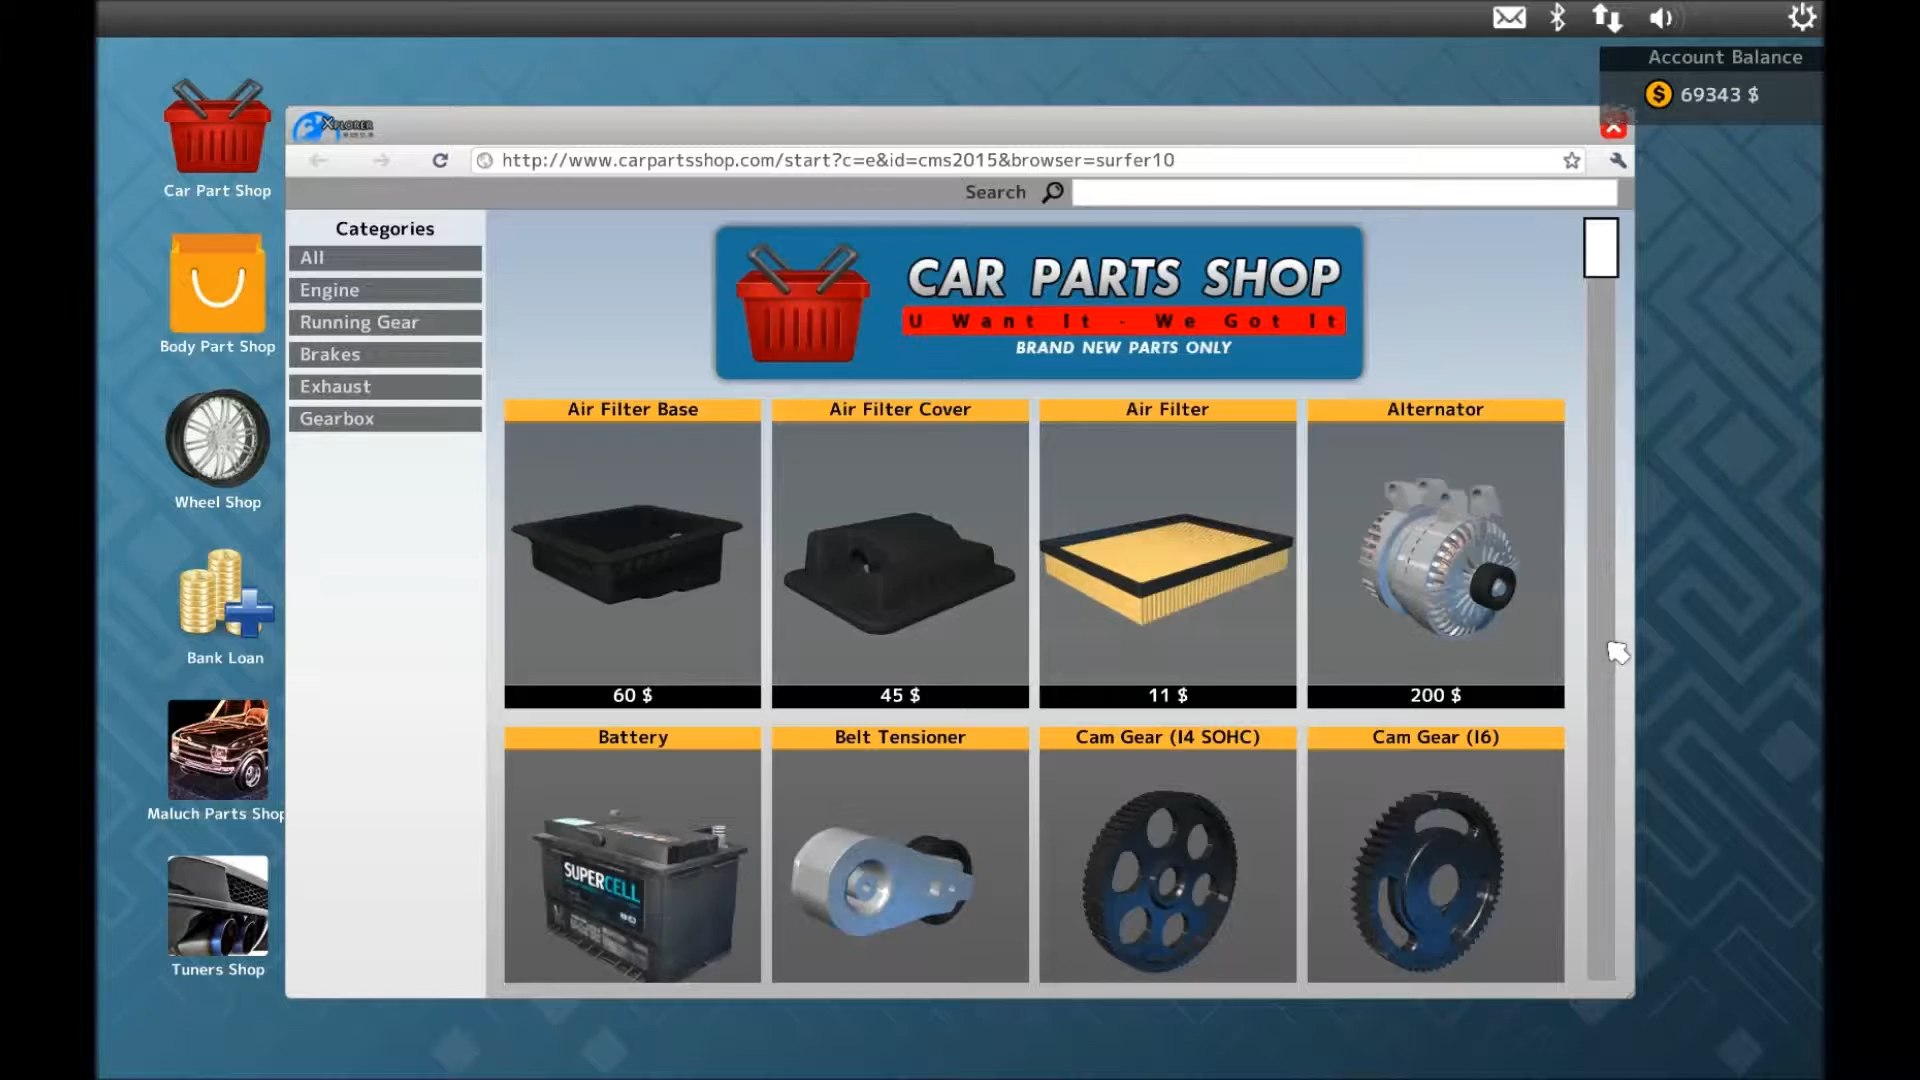 Account Balance
69343 $
Car Part Shop
Body Part Shop
Wheel Shop
Bank Loan
Maluch Parts Shop
Tuners Shop
XPLORER
http://www.carpartsshop.com/start?c=e&id=cms2015&browser=surfer10
Search
Categories
All
Engine
Running Gear
Brakes
Exhaust
Gearbox
CAR PARTS SHOP
U Want It - We Got It
BRAND NEW PARTS ONLY
Air Filter Base
Air Filter Cover
Air Filter
Alternator
60 $
45 $
11 $
200 $
Battery
Belt Tensioner
Cam Gear (I4 SOHC)
Cam Gear (I6)
SUPERCELL